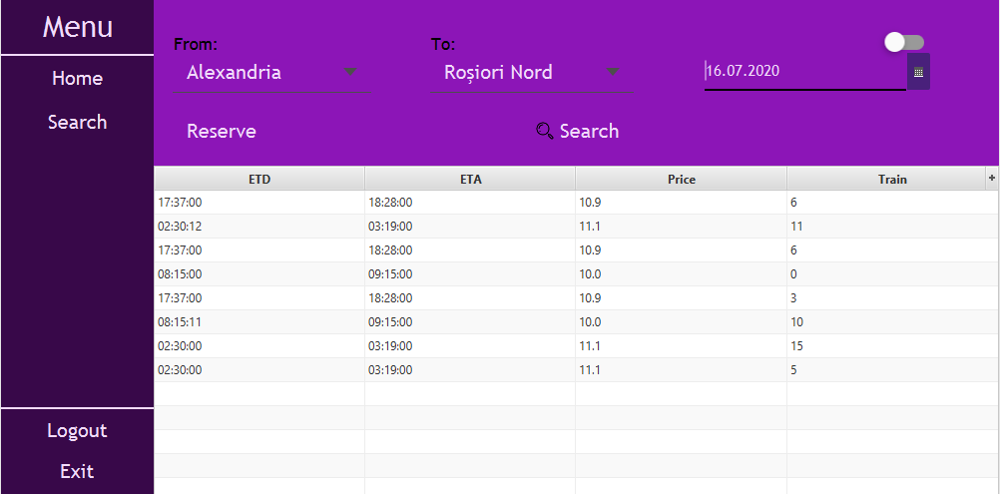 Menu
Home
Search
Logout
Exit
From:
To:
Alexandria
Roșiori Nord
16.07.2020
Reserve
Search
ETD ETA Price Train +
17:37:00 18:28:00 10.9 6
02:30:12 03:19:00 11.1 11
17:37:00 18:28:00 10.9 6
08:15:00 09:15:00 10.0 0
17:37:00 18:28:00 10.9 3
08:15:11 09:15:00 10.0 10
02:30:00 03:19:00 11.1 15
02:30:00 03:19:00 11.1 5